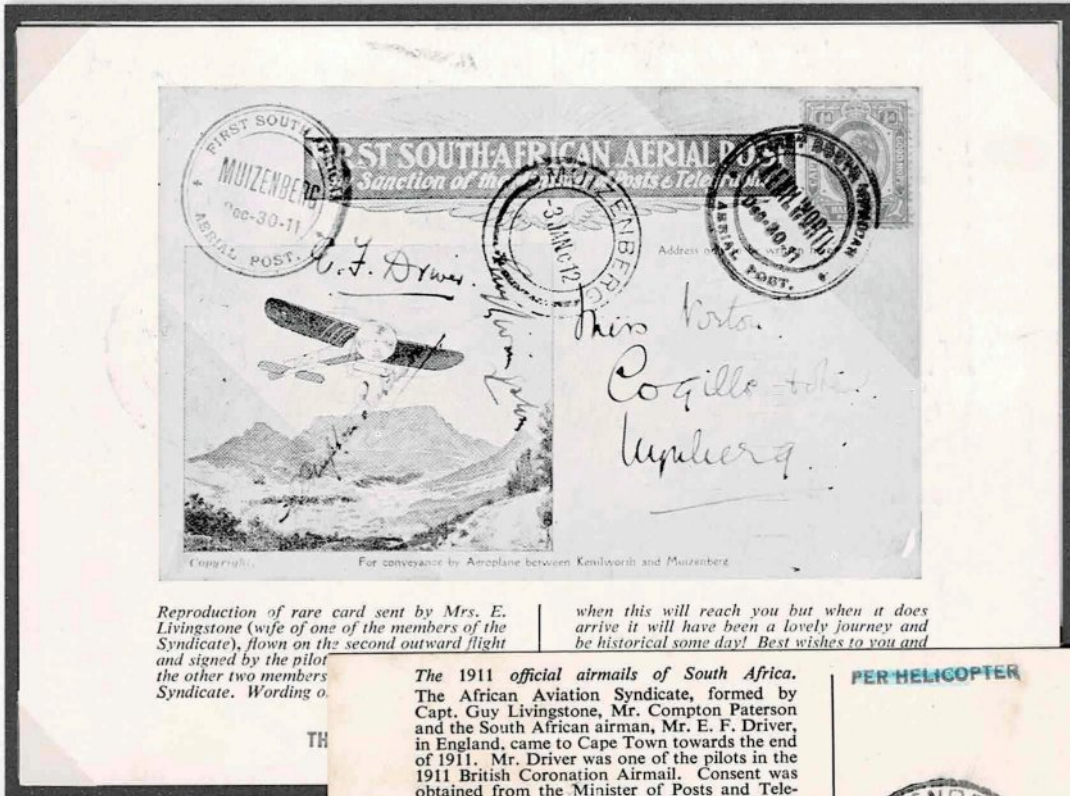 FIRST SOUTH AFRICAN
MUIZENBERG
Dec-30-11
AERIAL POST.
FIRST SOUTH-AFRICAN AERIAL POST
Sanction of the Posts & Telegraphs
MUIZENBERG
-3 JAN 12
SOUTH AFRICAN
KENILWORTH
Dec-30-11
AERIAL POST.
Address
E. F. Driver
Miss
Wynberg.
Copyright.
For conveyance by Aeroplane between Kenilworth and Muizenberg
Reproduction of rare card sent by Mrs. E.
Livingstone (wife of one of the members of the
Syndicate), flown on the second outward flight
and signed by the pilot
the other two members
Syndicate. Wording
when this will reach you but when it does
arrive it will have been a lovely journey and
be historical some day! Best wishes to you and
TH
The 1911 official airmails of South Africa.
The African Aviation Syndicate, formed by
Capt. Guy Livingstone, Mr. Compton Paterson
and the South African airman, Mr. E. F. Driver,
in England, came to Cape Town towards the end
of 1911. Mr. Driver was one of the pilots in the
1911 British Coronation Airmail. Consent was
obtained from the Minister of Posts and Tele-
PER HELICOPTER